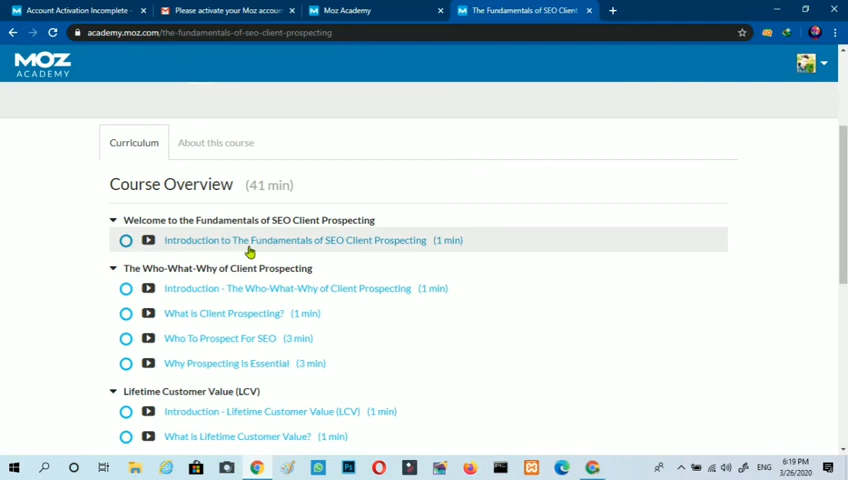 Account Activation Incomplete -
Please activate your Moz accoun
Moz Academy
The Fundamentals of SEO Client
academy.moz.com/the-fundamentals-of-seo-client-prospecting
MOZ
ACADEMY
Curriculum
About this course
Course Overview (41 min)
Welcome to the Fundamentals of SEO Client Prospecting
Introduction to The Fundamentals of SEO Client Prospecting (1 min)
The Who-What-Why of Client Prospecting
Introduction - The Who-What-Why of Client Prospecting (1 min)
What is Client Prospecting? (1 min)
Who To Prospect For SEO (3 min)
Why Prospecting Is Essential (3 min)
Lifetime Customer Value (LCV)
Introduction - Lifetime Customer Value (LCV) (1 min)
What is Lifetime Customer Value? (1 min)
ENG
6:19 PM
3/26/2020